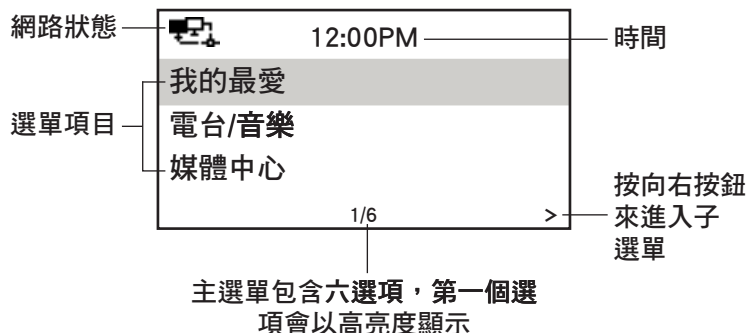 網路狀態
12:00PM
時間
我的最愛
選單項目
電台/音樂
媒體中心
1/6
>
按向右按鈕
來進入子
選單
主選單包含六選項，第一個選
項會以高亮度顯示